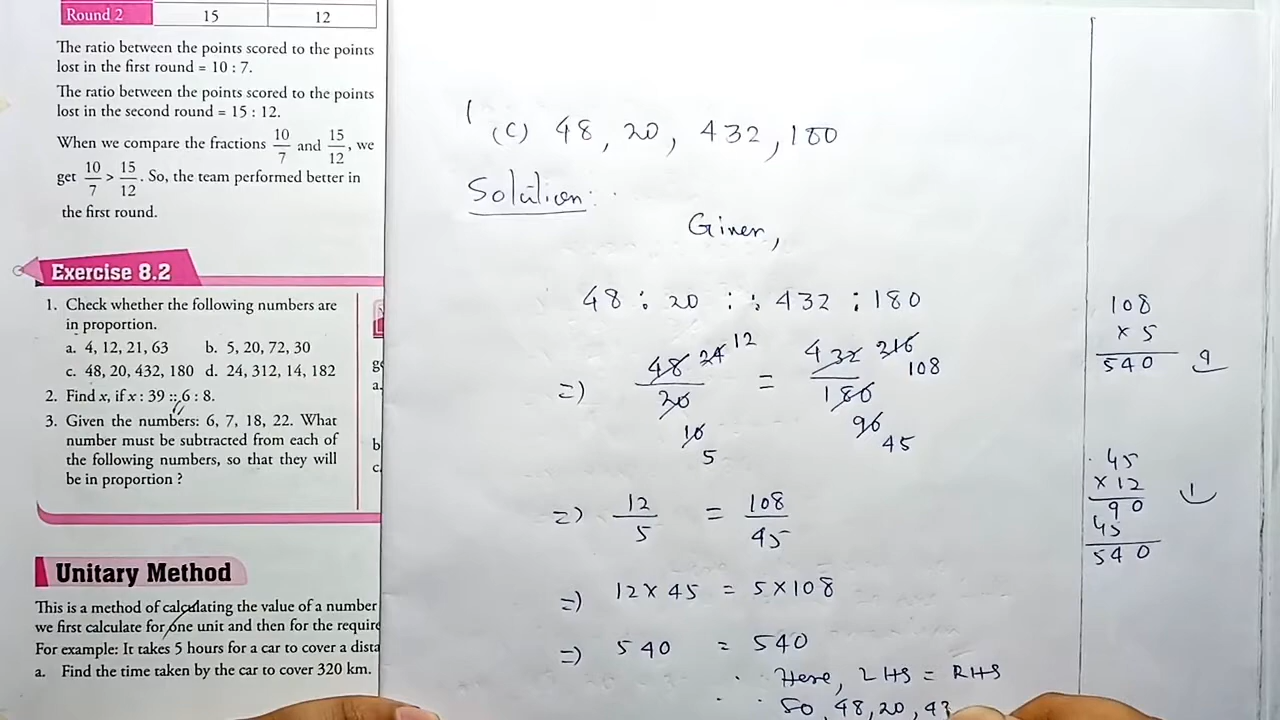 Round 2 15 12
The ratio between the points scored to the points
lost in the first round = 10 : 7.
The ratio between the points scored to the points
lost in the second round = 15 : 12.
When we compare the fractions 10/7 and 15/12, we
get 10/7 > 15/12. So, the team performed better in
the first round.
Exercise 8.2
1. Check whether the following numbers are
in proportion.
a. 4, 12, 21, 63 b. 5, 20, 72, 30
c. 48, 20, 432, 180 d. 24, 312, 14, 182
2. Find x, if x : 39 :: 6 : 8.
3. Given the numbers: 6, 7, 18, 22. What
number must be subtracted from each of
the following numbers, so that they will
be in proportion ?
Unitary Method
This is a method of calculating the value of a number
we first calculate for one unit and then for the require
For example: It takes 5 hours for a car to cover a dista
a. Find the time taken by the car to cover 320 km.
1
(C) 48, 20, 432, 180
Solution:
Given,
48 : 20 :: 432 : 180
=) 48 24 12 / 20 10 5 = 432 216 108 / 180 90 45
=) 12/5 = 108/45
=) 12 × 45 = 5 × 108
=) 540 = 540
Here, LHS = RHS
So, 48, 20, 43
108
× 5
540
45
× 12
90
45
540